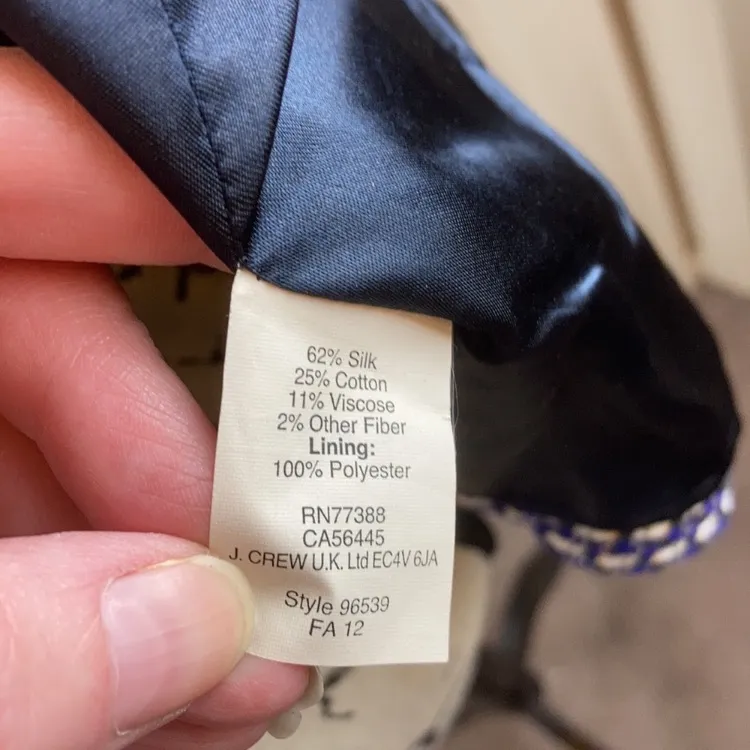 62% Silk
25% Cotton
11% Viscose
2% Other Fiber
Lining:
100% Polyester
RN77388
CA56445
J. CREW U.K. Ltd EC4V 6JA
Style 96539
FA 12